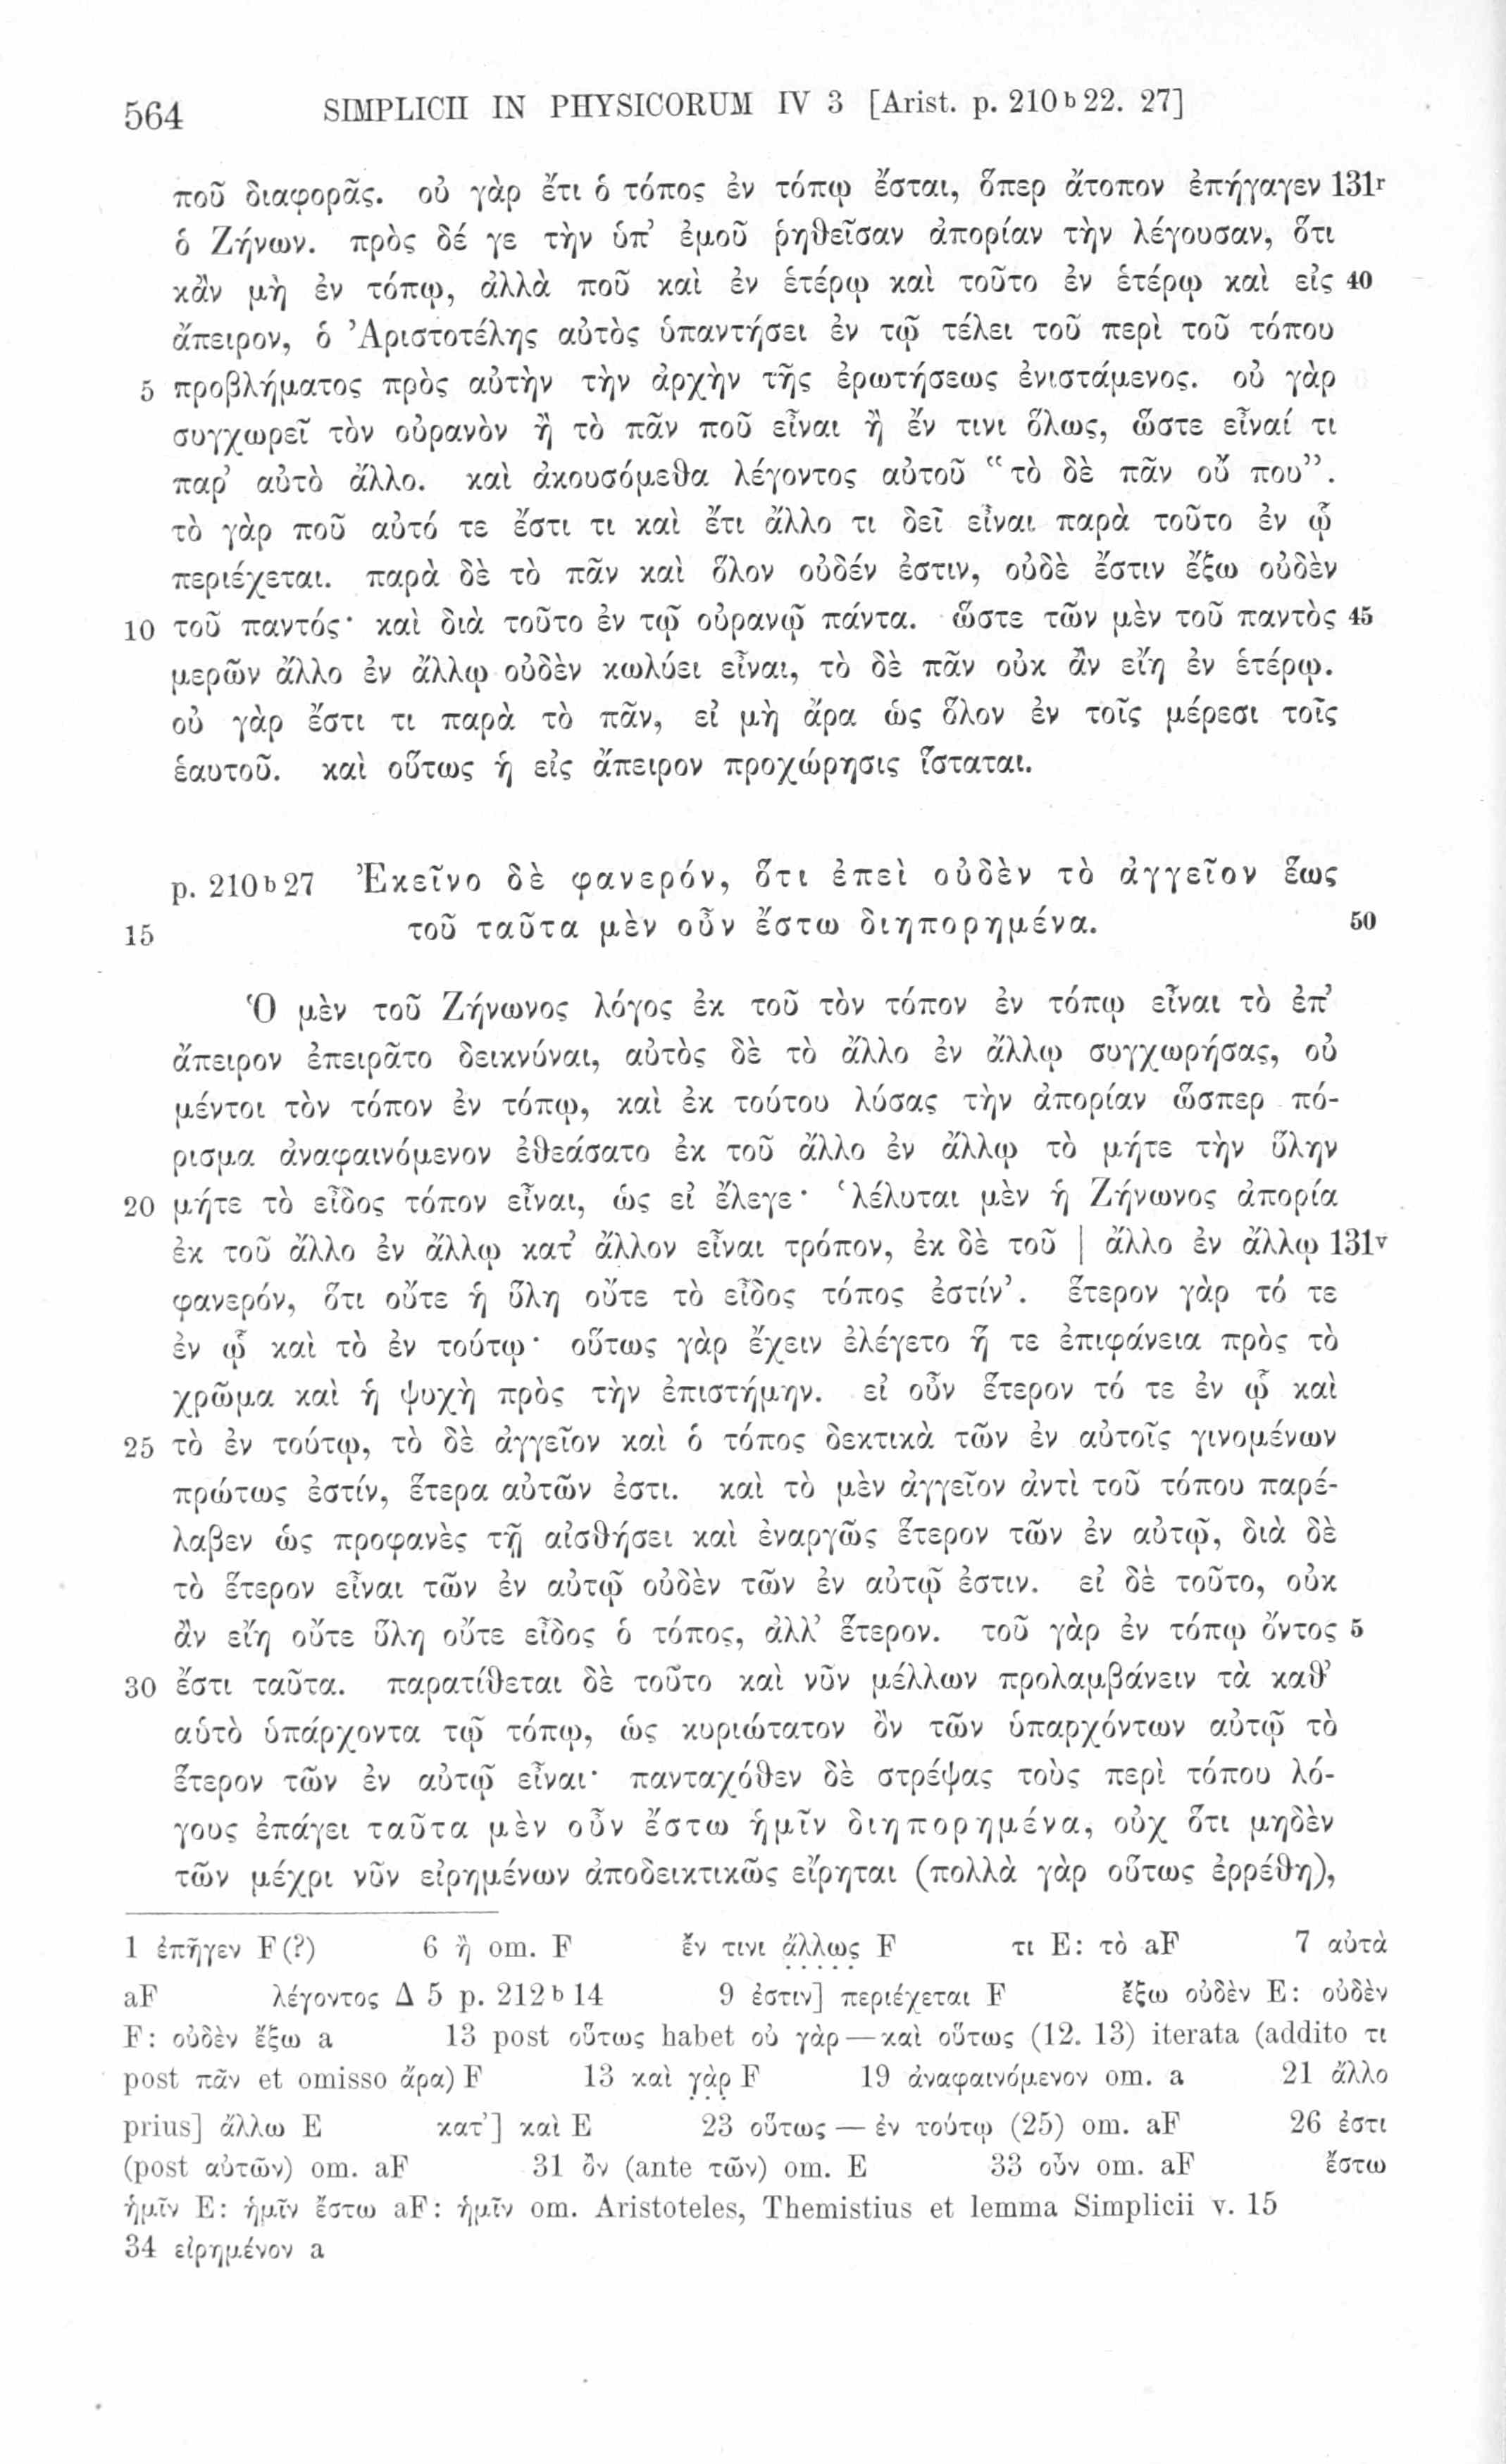 564 SIMPLICII IN PHYSICORUM IV 3 [Arist. p. 210 b 22. 27]
ποῦ διαφορᾶς. οὐ γὰρ ἔτι ὁ τόπος ἐν τόπῳ ἔσται, ὅπερ ἄτοπον ἐπήγαγεν 131r
ὁ Ζήνων. πρὸς δέ γε τὴν ὑπ’ ἐμοῦ ῥηθεῖσαν ἀπορίαν τὴν λέγουσαν, ὅτι
κἂν μὴ ἐν τόπῳ, ἀλλὰ ποῦ καὶ ἐν ἑτέρῳ καὶ τοῦτο ἐν ἑτέρῳ καὶ εἰς 40
ἄπειρον, ὁ Ἀριστοτέλης αὐτὸς ὑπαντήσει ἐν τῷ τέλει τοῦ περὶ τοῦ τόπου
5 προβλήματος πρὸς αὐτὴν τὴν ἀρχὴν τῆς ἐρωτήσεως ἐνιστάμενος. οὐ γὰρ
συγχωρεῖ τὸν οὐρανὸν ἢ τὸ πᾶν ποῦ εἶναι ἢ ἔν τινι ὅλως, ὥστε εἶναί τι
παρ’ αὐτὸ ἄλλο. καὶ ἀκουσόμεθα λέγοντος αὐτοῦ “τὸ δὲ πᾶν οὔ που”.
τὸ γὰρ ποῦ αὐτό τε ἔστι τι καὶ ἔτι ἄλλο τι δεῖ εἶναι παρὰ τοῦτο ἐν ᾧ
περιέχεται. παρὰ δὲ τὸ πᾶν καὶ ὅλον οὐδέν ἐστιν, οὐδὲ ἔστιν ἔξω οὐδὲν
10 τοῦ παντός· καὶ διὰ τοῦτο ἐν τῷ οὐρανῷ πάντα. ὥστε τῶν μὲν τοῦ παντὸς 45
μερῶν ἄλλο ἐν ἄλλῳ οὐδὲν κωλύει εἶναι, τὸ δὲ πᾶν οὐκ ἂν εἴη ἐν ἑτέρῳ.
οὐ γὰρ ἔστι τι παρὰ τὸ πᾶν, εἰ μὴ ἄρα ὡς ὅλον ἐν τοῖς μέρεσι τοῖς
ἑαυτοῦ. καὶ οὕτως ἡ εἰς ἄπειρον προχώρησις ἵσταται.
p. 210 b 27 Ἐκεῖνο δὲ φανερόν, ὅτι ἐπεὶ οὐδὲν τὸ ἀγγεῖον ἕως
15 τοῦ ταῦτα μὲν οὖν ἔστω διηπορημένα. 50
Ὁ μὲν τοῦ Ζήνωνος λόγος ἐκ τοῦ τὸν τόπον ἐν τόπῳ εἶναι τὸ ἐπ’
ἄπειρον ἐπειρᾶτο δεικνύναι, αὐτὸς δὲ τὸ ἄλλο ἐν ἄλλῳ συγχωρήσας, οὐ
μέντοι τὸν τόπον ἐν τόπῳ, καὶ ἐκ τούτου λύσας τὴν ἀπορίαν ὥσπερ πό-
ρισμα ἀναφαινόμενον ἐθεάσατο ἐκ τοῦ ἄλλο ἐν ἄλλῳ τὸ μήτε τὴν ὕλην
20 μήτε τὸ εἶδος τόπον εἶναι, ὡς εἰ ἔλεγε· ‘λέλυται μὲν ἡ Ζήνωνος ἀπορία
ἐκ τοῦ ἄλλο ἐν ἄλλῳ κατ’ ἄλλον εἶναι τρόπον, ἐκ δὲ τοῦ | ἄλλο ἐν ἄλλῳ 131v
φανερόν, ὅτι οὔτε ἡ ὕλη οὔτε τὸ εἶδος τόπος ἐστίν’. ἕτερον γὰρ τό τε
ἐν ᾧ καὶ τὸ ἐν τούτῳ· οὕτως γὰρ ἔχειν ἐλέγετο ἥ τε ἐπιφάνεια πρὸς τὸ
χρῶμα καὶ ἡ ψυχὴ πρὸς τὴν ἐπιστήμην. εἰ οὖν ἕτερον τό τε ἐν ᾧ καὶ
25 τὸ ἐν τούτῳ, τὸ δὲ ἀγγεῖον καὶ ὁ τόπος δεκτικὰ τῶν ἐν αὐτοῖς γινομένων
πρώτως ἐστίν, ἕτερα αὐτῶν ἐστι. καὶ τὸ μὲν ἀγγεῖον ἀντὶ τοῦ τόπου παρέ-
λαβεν ὡς προφανὲς τῇ αἰσθήσει καὶ ἐναργῶς ἕτερον τῶν ἐν αὐτῷ, διὰ δὲ
τὸ ἕτερον εἶναι τῶν ἐν αὐτῷ οὐδὲν τῶν ἐν αὐτῷ ἐστιν. εἰ δὲ τοῦτο, οὐκ
ἂν εἴη οὔτε ὕλη οὔτε εἶδος ὁ τόπος, ἀλλ’ ἕτερον. τοῦ γὰρ ἐν τόπῳ ὄντος 5
30 ἔστι ταῦτα. παρατίθεται δὲ τοῦτο καὶ νῦν μέλλων προλαμβάνειν τὰ καθ’
αὑτὸ ὑπάρχοντα τῷ τόπῳ, ὡς κυριώτατον ὂν τῶν ὑπαρχόντων αὐτῷ τὸ
ἕτερον τῶν ἐν αὐτῷ εἶναι· πανταχόθεν δὲ στρέψας τοὺς περὶ τόπου λό-
γους ἐπάγει ταῦτα μὲν οὖν ἔστω ἡμῖν διηπορημένα, οὐχ ὅτι μηδὲν
τῶν μέχρι νῦν εἰρημένων ἀποδεικτικῶς εἴρηται (πολλὰ γὰρ οὕτως ἐρρέθη),
1 ἐπῆγεν F (?) 6 ἢ om. F ἔν τινι ἄλλως F τι E: τὸ aF 7 αὐτὰ
aF λέγοντος Δ 5 p. 212 b 14 9 ἐστιν] περιέχεται F ἔξω οὐδὲν E: οὐδὲν
F: οὐδὲν ἔξω a 13 post οὕτως habet οὐ γὰρ — καὶ οὕτως (12. 13) iterata (addito τι
post πᾶν et omisso ἄρα) F 13 καὶ γὰρ F 19 ἀναφαινόμενον om. a 21 ἄλλο
prius] ἄλλω E κατ’] καὶ E 23 οὕτως — ἐν τούτῳ (25) om. aF 26 ἐστι
(post αὐτῶν) om. aF 31 ὂν (ante τῶν) om. E 33 οὖν om. aF ἔστω
ἡμῖν E: ἡμῖν ἔστω aF: ἡμῖν om. Aristoteles, Themistius et lemma Simplicii v. 15
34 εἰρημένον a